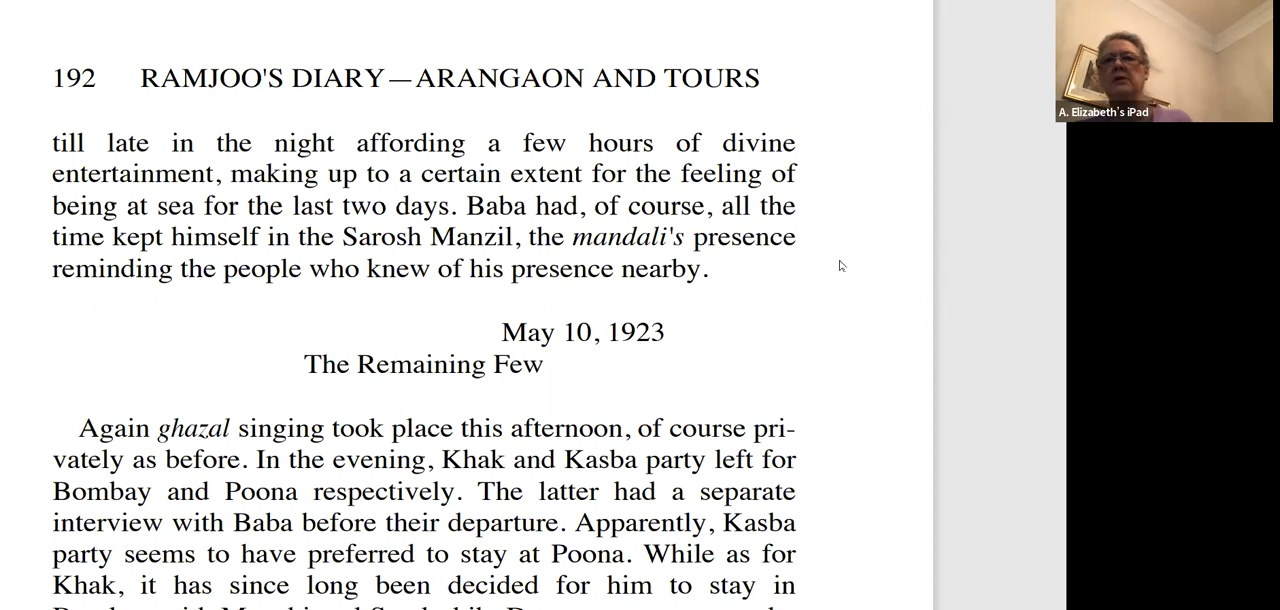 192 RAMJOO'S DIARY—ARANGAON AND TOURS
till late in the night affording a few hours of divine
entertainment, making up to a certain extent for the feeling of
being at sea for the last two days. Baba had, of course, all the
time kept himself in the Sarosh Manzil, the mandali's presence
reminding the people who knew of his presence nearby.
May 10, 1923
The Remaining Few
Again ghazal singing took place this afternoon, of course pri-
vately as before. In the evening, Khak and Kasba party left for
Bombay and Poona respectively. The latter had a separate
interview with Baba before their departure. Apparently, Kasba
party seems to have preferred to stay at Poona. While as for
Khak, it has since long been decided for him to stay in
A. Elizabeth's iPad